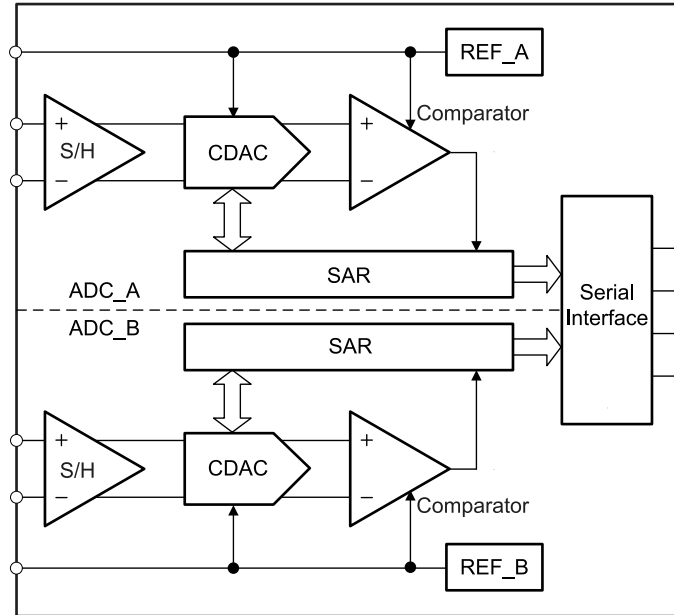 REF_A
Comparator
+
+
S/H
CDAC
−
−
SAR
ADC_A
ADC_B
Serial
Interface
SAR
+
+
S/H
CDAC
−
−
Comparator
REF_B